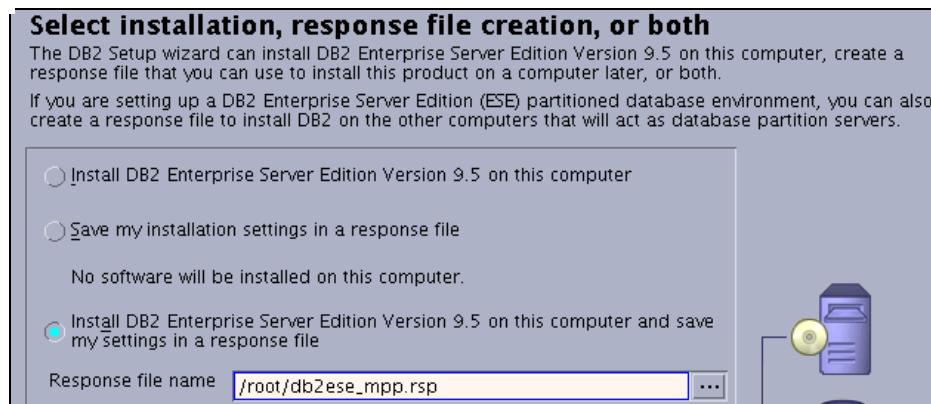 Select installation, response file creation, or both
The DB2 Setup wizard can install DB2 Enterprise Server Edition Version 9.5 on this computer, create a
response file that you can use to install this product on a computer later, or both.
If you are setting up a DB2 Enterprise Server Edition (ESE) partitioned database environment, you can also
create a response file to install DB2 on the other computers that will act as database partition servers.
Install DB2 Enterprise Server Edition Version 9.5 on this computer
Save my installation settings in a response file
No software will be installed on this computer.
Install DB2 Enterprise Server Edition Version 9.5 on this computer and save
my settings in a response file
Response file name /root/db2ese_mpp.rsp ...